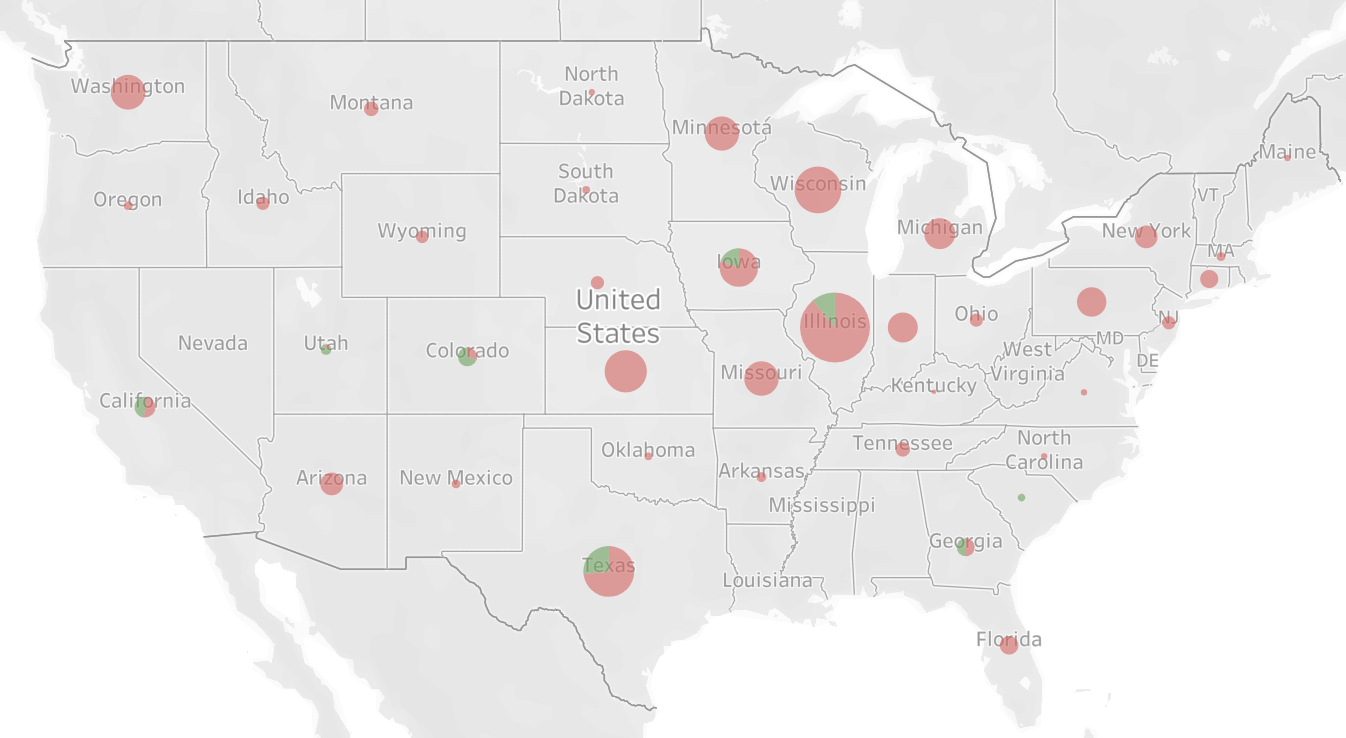 Washington
Montana
North
Dakota
Minnesota
Maine
Oregon
Idaho
South
Dakota
Wisconsin
VT
Wyoming
Michigan
New York
MA
Iowa
United
States
Nevada
Utah
Colorado
Illinois
Ohio
NJ
MD
West
Virginia
DE
Missouri
Kentucky
California
Arizona
New Mexico
Oklahoma
Arkansas
Tennessee
North
Carolina
Mississippi
Georgia
Texas
Louisiana
Florida